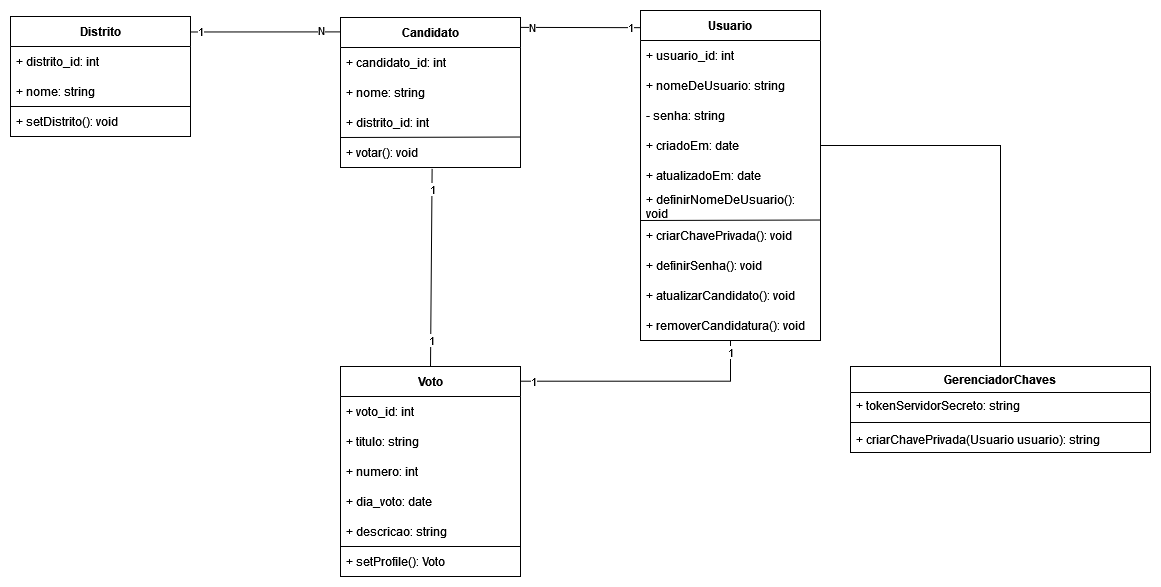 Distrito
+ distrito_id: int
+ nome: string
+ setDistrito(): void
1
N
Candidato
+ candidato_id: int
+ nome: string
+ distrito_id: int
+ votar(): void
N
1
Usuario
+ usuario_id: int
+ nomeDeUsuario: string
- senha: string
+ criadoEm: date
+ atualizadoEm: date
+ definirNomeDeUsuario():
void
+ criarChavePrivada(): void
+ definirSenha(): void
+ atualizarCandidato(): void
+ removerCandidatura(): void
1
1
1
1
Voto
+ voto_id: int
+ titulo: string
+ numero: int
+ dia_voto: date
+ descricao: string
+ setProfile(): Voto
GerenciadorChaves
+ tokenServidorSecreto: string
+ criarChavePrivada(Usuario usuario): string